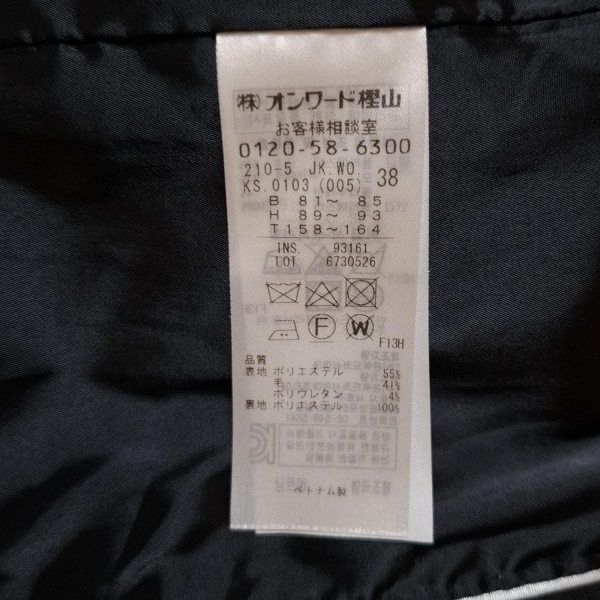 ㈱オンワード樫山
お客様相談室
0120-58-6300
210-5 JK.WO.
KS.0103 (005) 38
B 81〜 85
H 89〜 93
T 158〜164
INS. 93161
LOT 6730526
F W
F13H
品質
表地 ポリエステル 55%
毛 41%
ポリウレタン 4%
裏地 ポリエステル 100%
ベトナム製